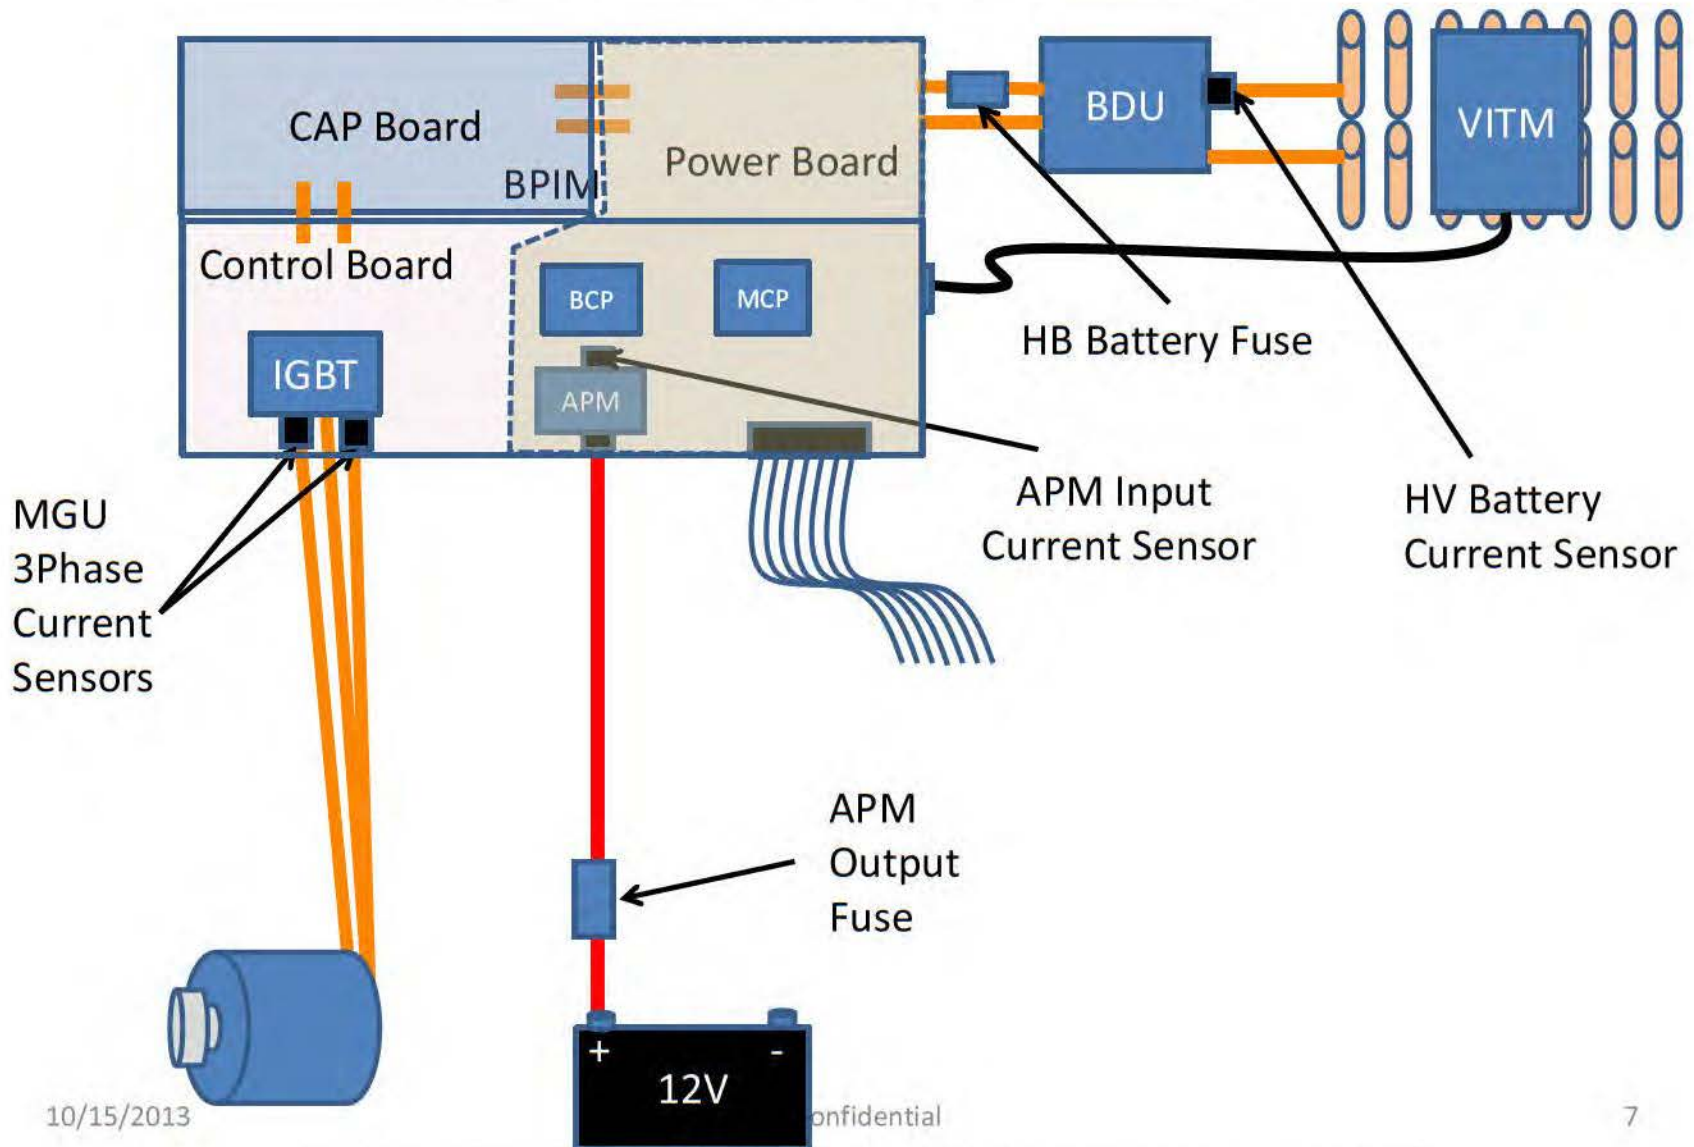 CAP Board
BPIM
Power Board
BDU
VITM
Control Board
BCP
MCP
IGBT
APM
HB Battery Fuse
MGU
3Phase
Current
Sensors
APM Input
Current Sensor
HV Battery
Current Sensor
APM
Output
Fuse
+ -
12V
10/15/2013
onfidential
7